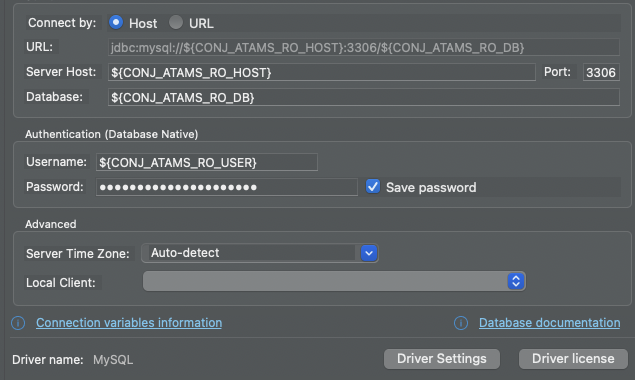 Connect by: Host URL
URL: jdbc:mysql://${CONJ_ATAMS_RO_HOST}:3306/${CONJ_ATAMS_RO_DB}
Server Host: ${CONJ_ATAMS_RO_HOST} Port: 3306
Database: ${CONJ_ATAMS_RO_DB}
Authentication (Database Native)
Username: ${CONJ_ATAMS_RO_USER}
Password: ••••••••••••••••••••• Save password
Advanced
Server Time Zone: Auto-detect
Local Client:
Connection variables information Database documentation
Driver name: MySQL Driver Settings Driver license